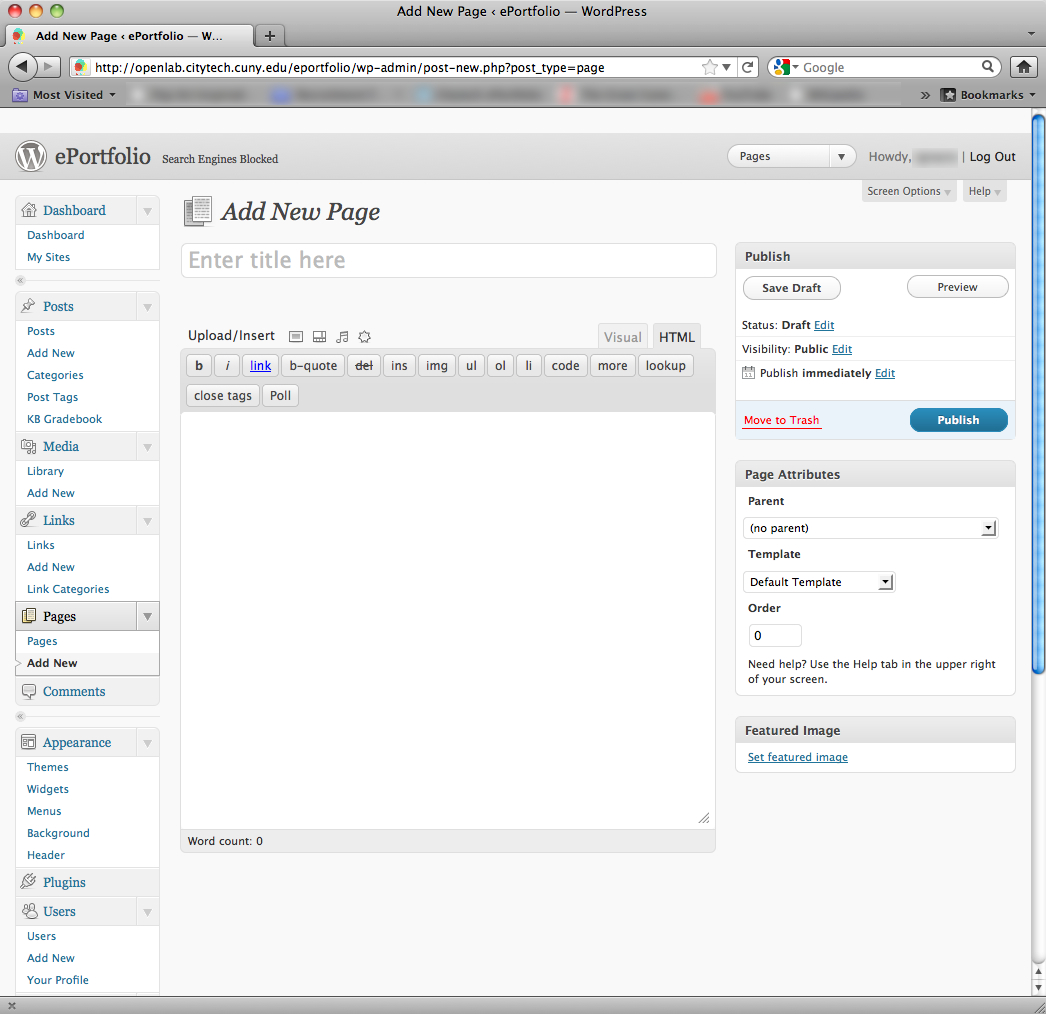 Add New Page ‹ ePortfolio — WordPress
Add New Page ‹ ePortfolio — W...
http://openlab.citytech.cuny.edu/eportfolio/wp-admin/post-new.php?post_type=page
Google
Most Visited
» Bookmarks
ePortfolio Search Engines Blocked
Pages
Howdy, | Log Out
Screen Options
Help
Dashboard
Dashboard
My Sites
Posts
Posts
Add New
Categories
Post Tags
KB Gradebook
Media
Library
Add New
Links
Links
Add New
Link Categories
Pages
Pages
Add New
Comments
Appearance
Themes
Widgets
Menus
Background
Header
Plugins
Users
Users
Add New
Your Profile
Add New Page
Enter title here
Upload/Insert
Visual HTML
b i link b-quote del ins img ul ol li code more lookup
close tags Poll
Word count: 0
Publish
Save Draft Preview
Status: Draft Edit
Visibility: Public Edit
Publish immediately Edit
Move to Trash Publish
Page Attributes
Parent
(no parent)
Template
Default Template
Order
0
Need help? Use the Help tab in the upper right
of your screen.
Featured Image
Set featured image